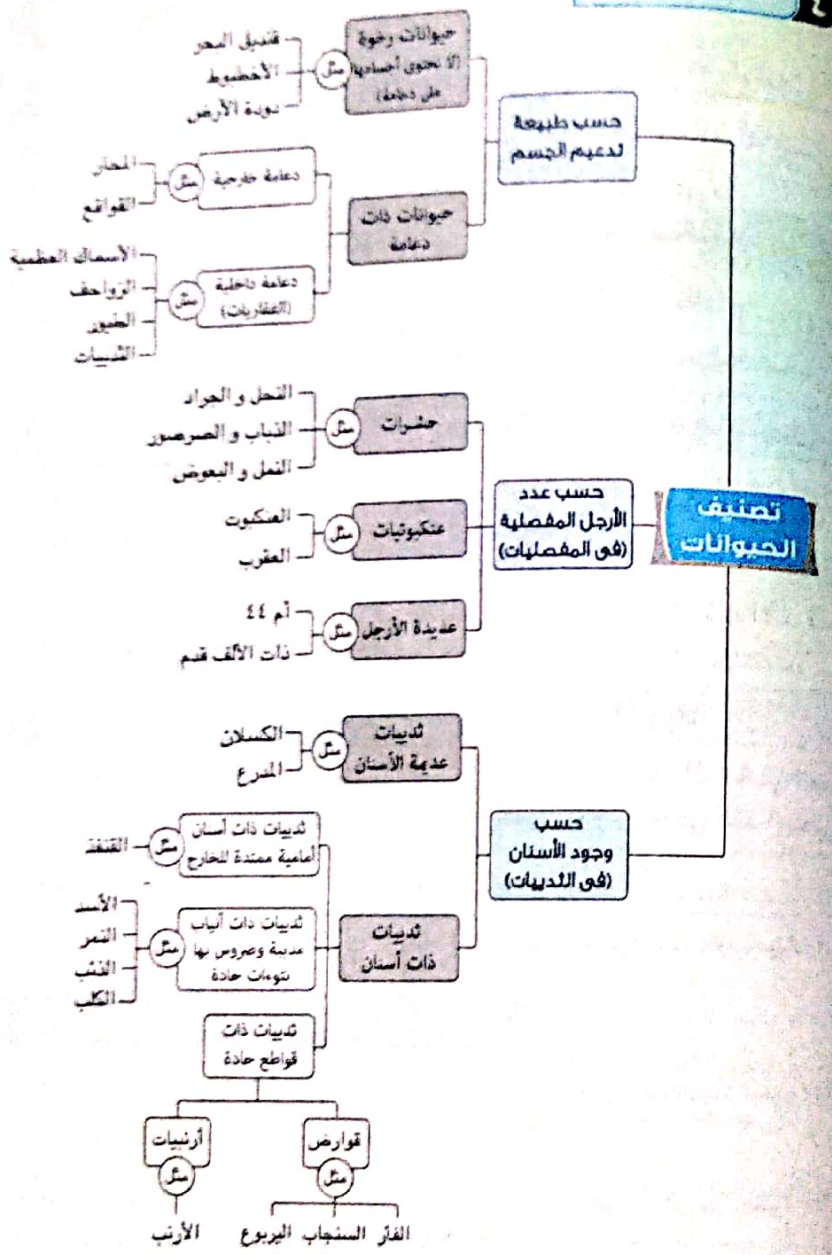 ٤
تصنيف
الحيوانات
حسب طبيعة
تدعيم الجسم
حيوانات رخوة
(لا تحتوى أجسامها
على دعامة)
مثل
قنديل البحر
الأخطبوط
دودة الأرض
حيوانات ذات
دعامة
دعامة خارجية
مثل
المحار
القواقع
دعامة داخلية
(الفقاريات)
مثل
الأسماك العظمية
الزواحف
الطيور
الثدييات
حسب عدد
الأرجل المفصلية
(فى المفصليات)
حشرات
مثل
النحل و الجراد
الذباب و الصرصور
النمل و البعوض
عنكبوتيات
مثل
العنكبوت
العقرب
عديدة الأرجل
مثل
أم ٤٤
ذات الألف قدم
حسب
وجود الأسنان
(فى الثدييات)
ثدييات
عديمة الأسنان
مثل
الكسلان
المدرع
ثدييات
ذات أسنان
ثدييات ذات أسنان
أمامية ممتدة للخارج
مثل
القنفذ
ثدييات ذات أنياب
مدببة وضروس بها
نتوءات حادة
مثل
الأسد
النمر
الذئب
الكلب
ثدييات ذات
قواطع حادة
قوارض
مثل
الفأر السنجاب اليربوع
أرنبيات
مثل
الأرنب